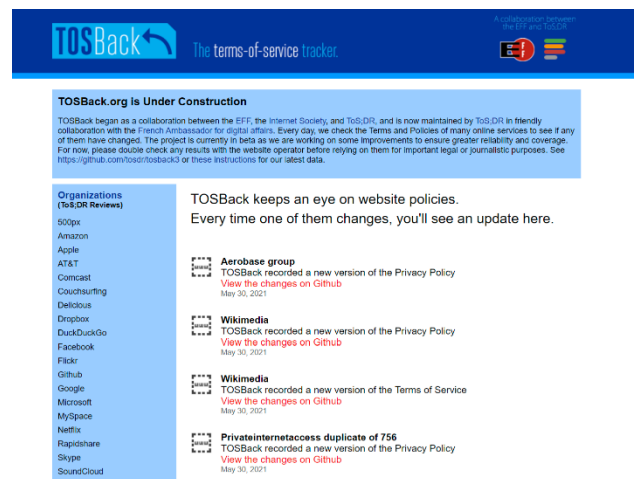 A collaboration between
the EFF and ToS;DR
TOSBack
The terms-of-service tracker.
TOSBack.org is Under Construction
TOSBack began as a collaboration between the EFF, the Internet Society, and ToS;DR, and is now maintained by ToS;DR in friendly
collaboration with the French Ambassador for digital affairs. Every day, we check the Terms and Policies of many online services to see if any
of them have changed. The project is currently in beta as we are working on some improvements to ensure greater reliability and coverage.
For now, please double check any results with the website operator before relying on them for important legal or journalistic purposes. See
https://github.com/tosdr/tosback3 or these instructions for our latest data.
Organizations
(ToS;DR Reviews)
500px
Amazon
Apple
AT&T
Comcast
Couchsurfing
Delicious
Dropbox
DuckDuckGo
Facebook
Flickr
Github
Google
Microsoft
MySpace
Netflix
Rapidshare
Skype
SoundCloud
TOSBack keeps an eye on website policies.
Every time one of them changes, you'll see an update here.
Aerobase group
TOSBack recorded a new version of the Privacy Policy
View the changes on Github
May 30, 2021
Wikimedia
TOSBack recorded a new version of the Privacy Policy
View the changes on Github
May 30, 2021
Wikimedia
TOSBack recorded a new version of the Terms of Service
View the changes on Github
May 30, 2021
Privateinternetaccess duplicate of 756
TOSBack recorded a new version of the Privacy Policy
View the changes on Github
May 30, 2021